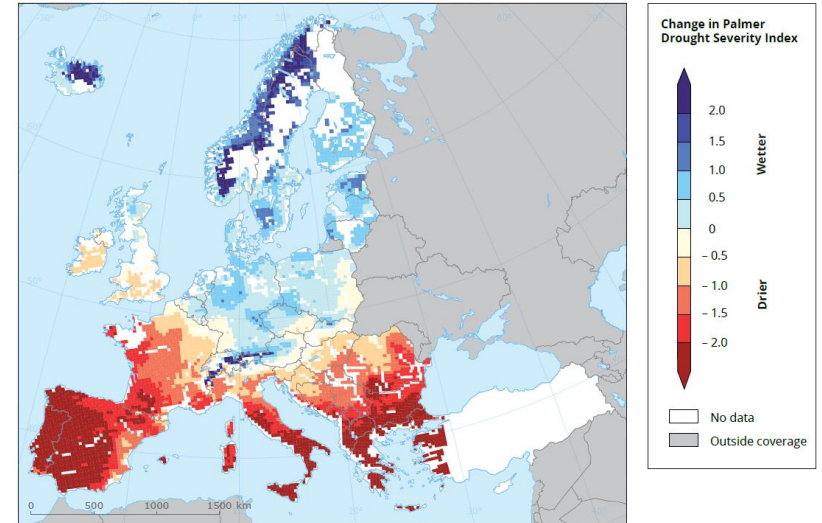 Change in Palmer
Drought Severity Index
2.0
1.5
1.0
0.5
0
– 0.5
– 1.0
– 1.5
– 2.0
Wetter
Drier
No data
Outside coverage
0 500 1000 1500 km